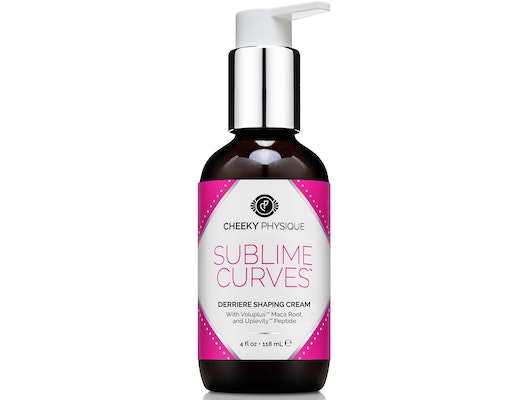 CHEEKY PHYSIQUE
SUBLIME
CURVES™
DERRIERE SHAPING CREAM
With Voluplus™ Maca Root,
and Uplevity™ Peptide
4 fl oz • 118 mL ℮